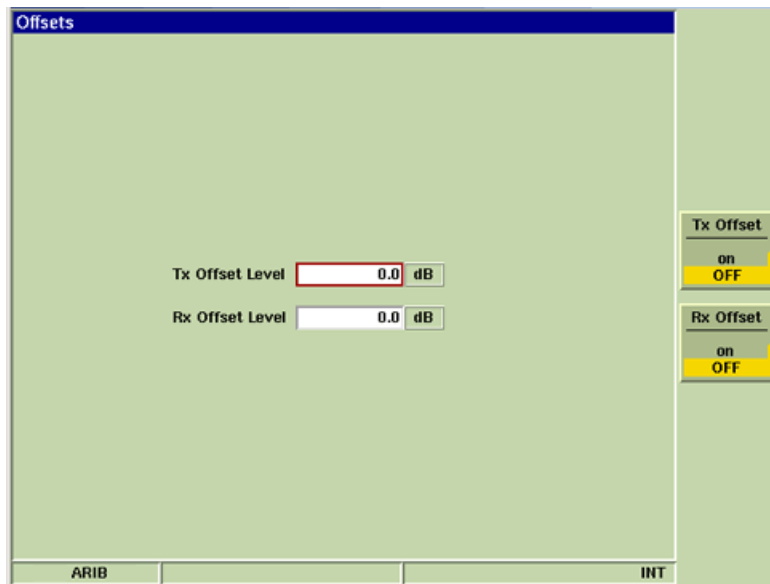 Offsets
Tx Offset Level 0.0 dB
Rx Offset Level 0.0 dB
Tx Offset
on
OFF
Rx Offset
on
OFF
ARIB INT